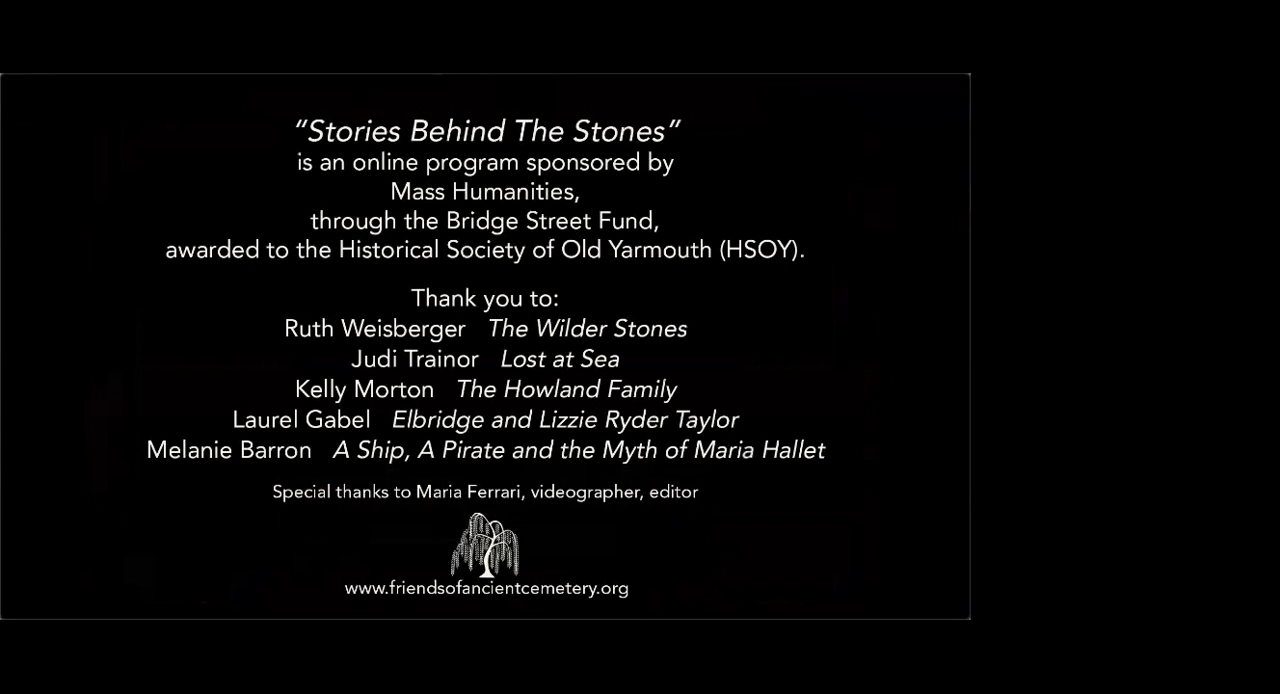 “Stories Behind The Stones”
is an online program sponsored by
Mass Humanities,
through the Bridge Street Fund,
awarded to the Historical Society of Old Yarmouth (HSOY).
Thank you to:
Ruth Weisberger The Wilder Stones
Judi Trainor Lost at Sea
Kelly Morton The Howland Family
Laurel Gabel Elbridge and Lizzie Ryder Taylor
Melanie Barron A Ship, A Pirate and the Myth of Maria Hallet
Special thanks to Maria Ferrari, videographer, editor
www.friendsofancientcemetery.org